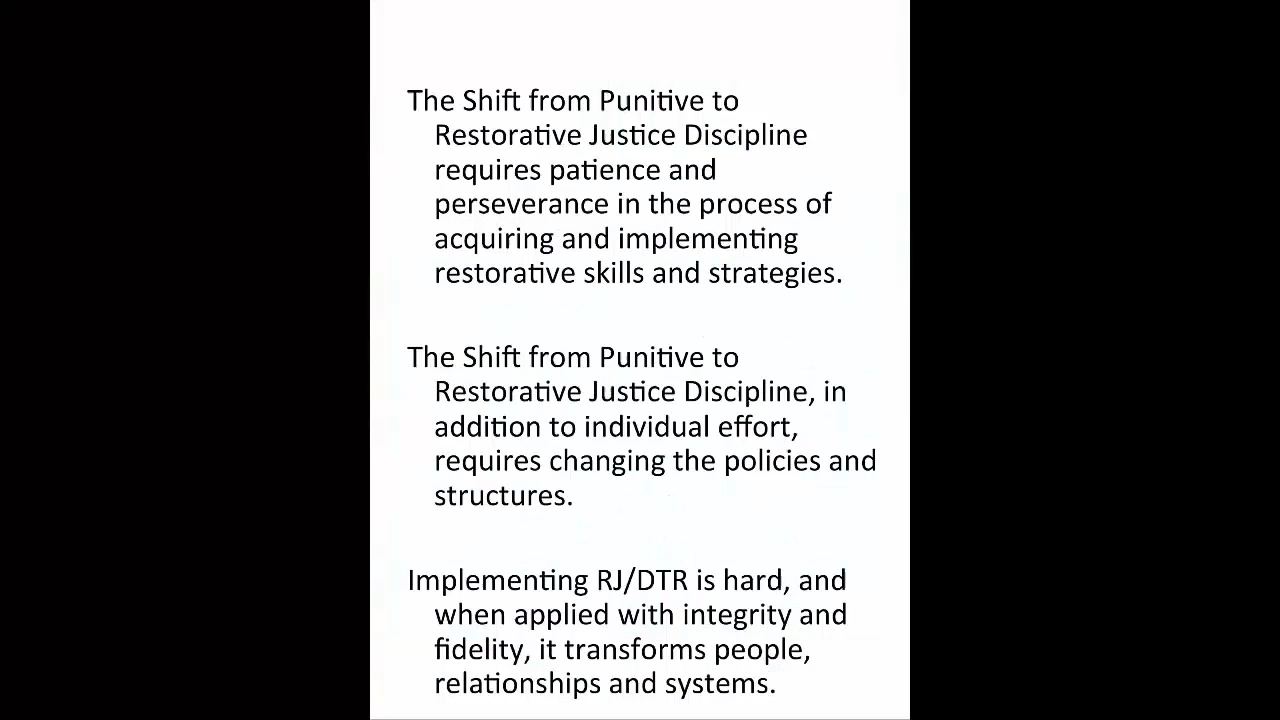 The Shift from Punitive to
Restorative Justice Discipline
requires patience and
perseverance in the process of
acquiring and implementing
restorative skills and strategies.
The Shift from Punitive to
Restorative Justice Discipline, in
addition to individual effort,
requires changing the policies and
structures.
Implementing RJ/DTR is hard, and
when applied with integrity and
fidelity, it transforms people,
relationships and systems.